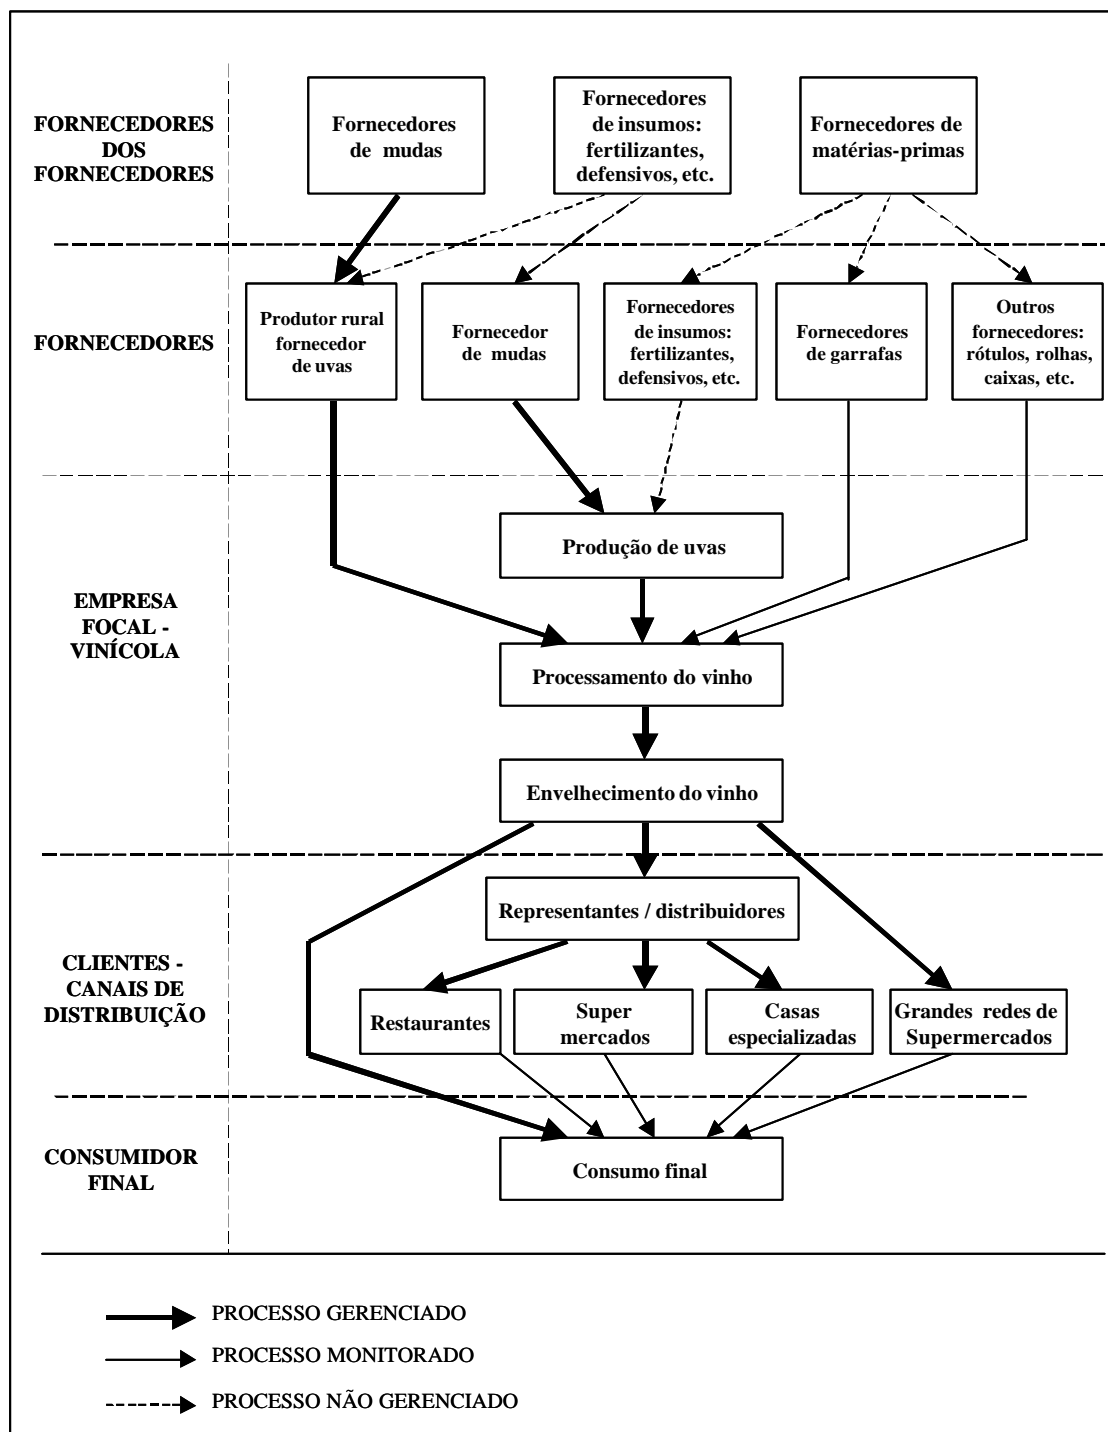 FORNECEDORES
DOS
FORNECEDORES
Fornecedores
de mudas
Fornecedores
de insumos:
fertilizantes,
defensivos, etc.
Fornecedores de
matérias-primas
FORNECEDORES
Produtor rural
fornecedor
de uvas
Fornecedor
de mudas
Fornecedores
de insumos:
fertilizantes,
defensivos, etc.
Fornecedores
de garrafas
Outros
fornecedores:
rótulos, rolhas,
caixas, etc.
EMPRESA
FOCAL -
VINÍCOLA
Produção de uvas
Processamento do vinho
Envelhecimento do vinho
CLIENTES -
CANAIS DE
DISTRIBUIÇÃO
Representantes / distribuidores
Restaurantes
Super
mercados
Casas
especializadas
Grandes redes de
Supermercados
CONSUMIDOR
FINAL
Consumo final
PROCESSO GERENCIADO
PROCESSO MONITORADO
PROCESSO NÃO GERENCIADO